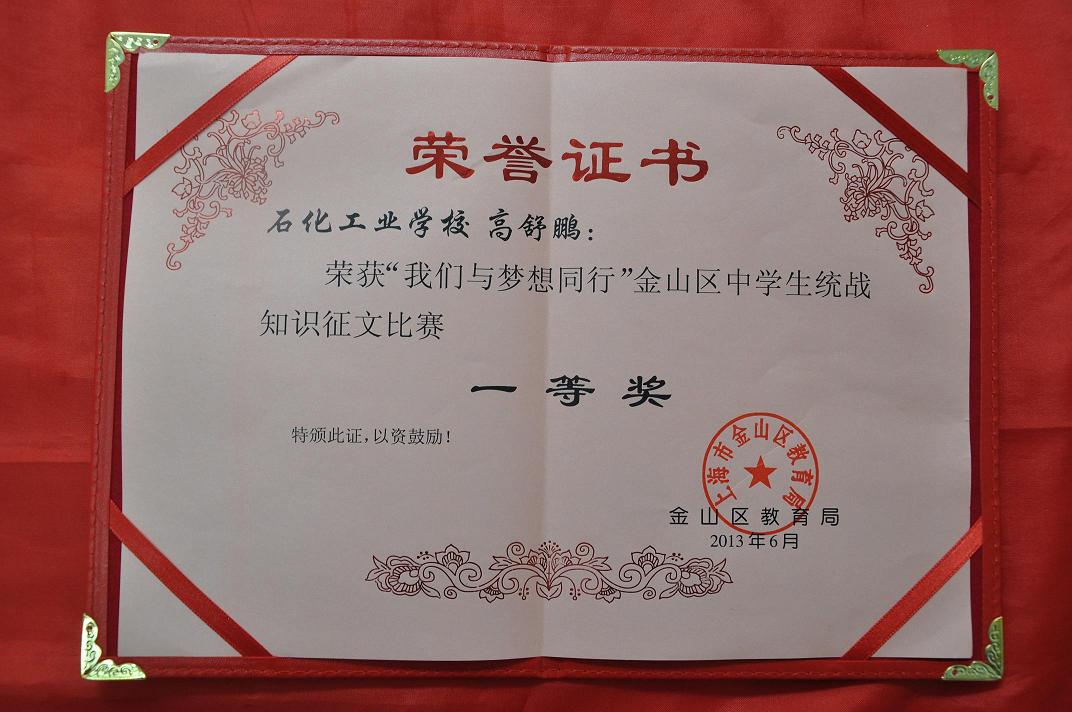 荣誉证书
石化工业学校 高舒鹏：
荣获“我们与梦想同行”金山区中学生统战
知识征文比赛
一等奖
特颁此证，以资鼓励！
上海市金山区教育局
金山区教育局
2013年6月